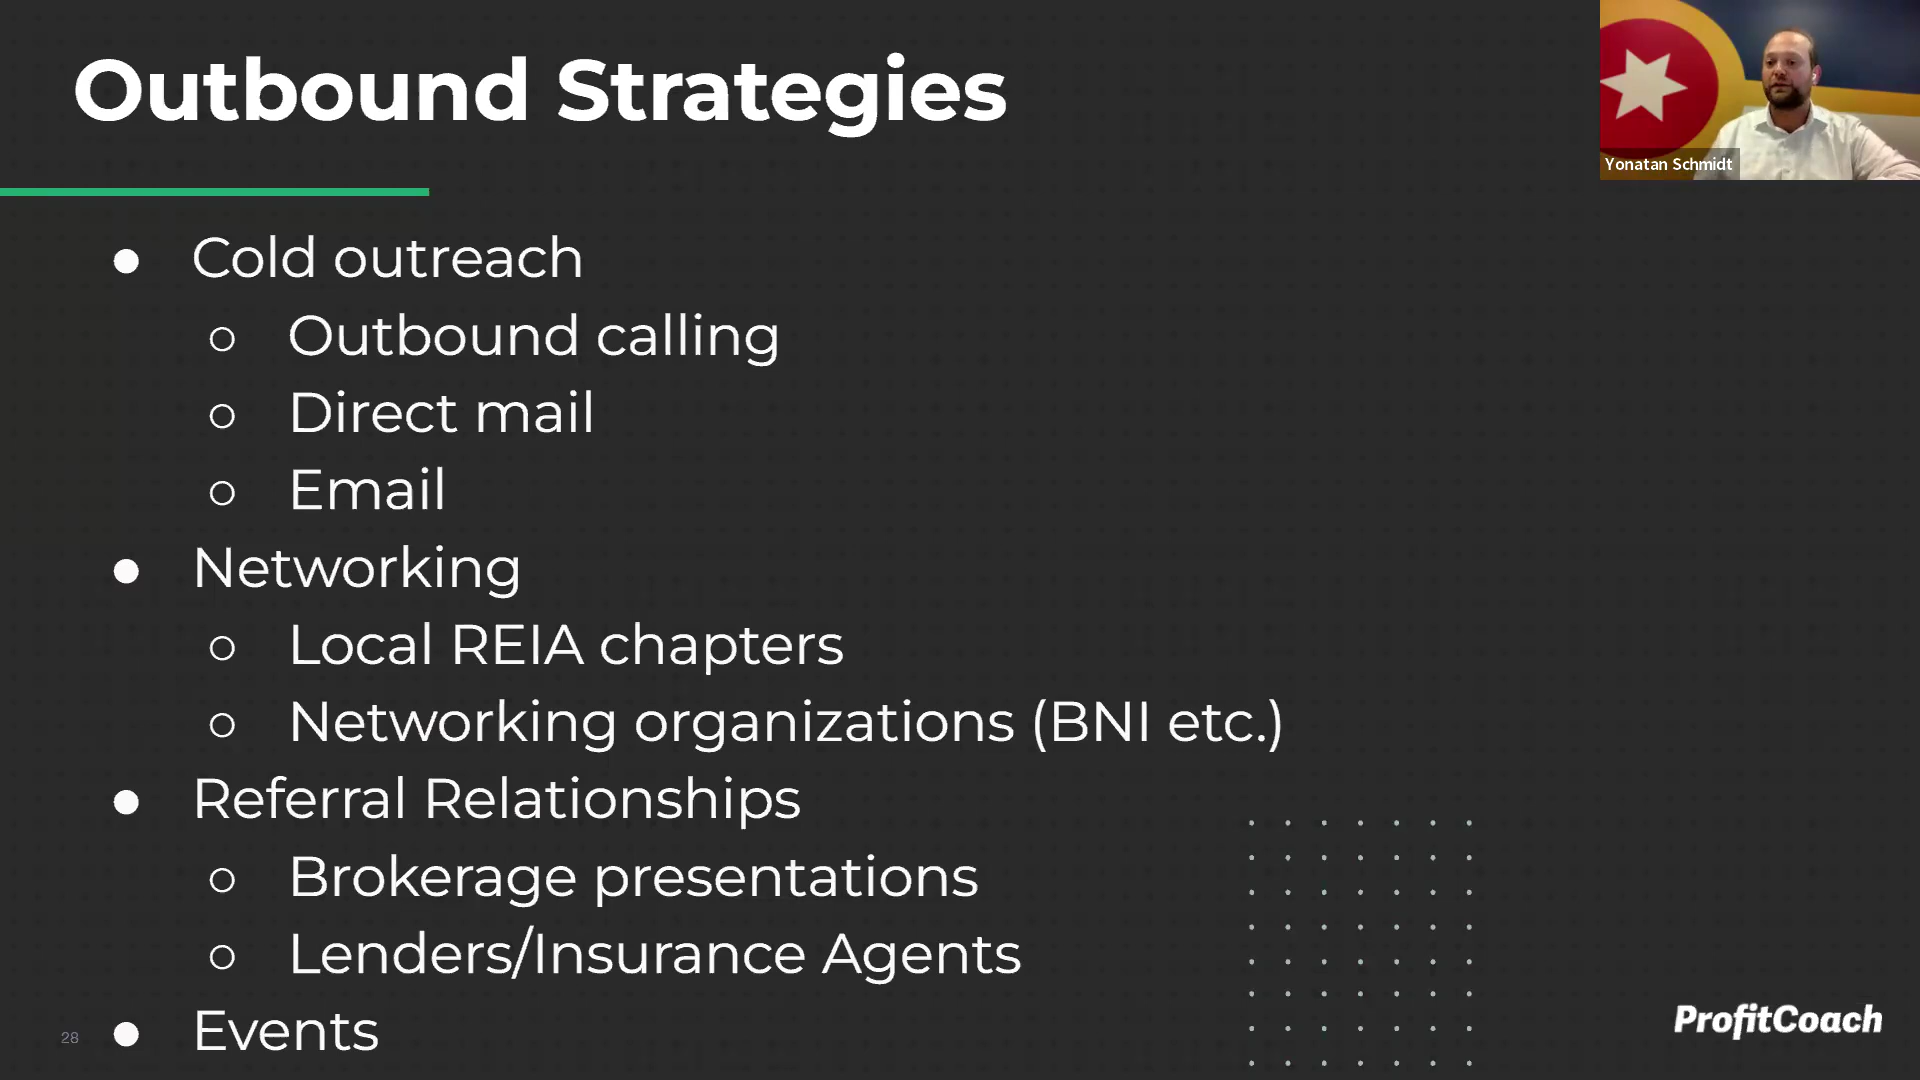 Outbound Strategies
Yonatan Schmidt
● Cold outreach
○ Outbound calling
○ Direct mail
○ Email
● Networking
○ Local REIA chapters
○ Networking organizations (BNI etc.)
● Referral Relationships
○ Brokerage presentations
○ Lenders/Insurance Agents
● Events
28
ProfitCoach